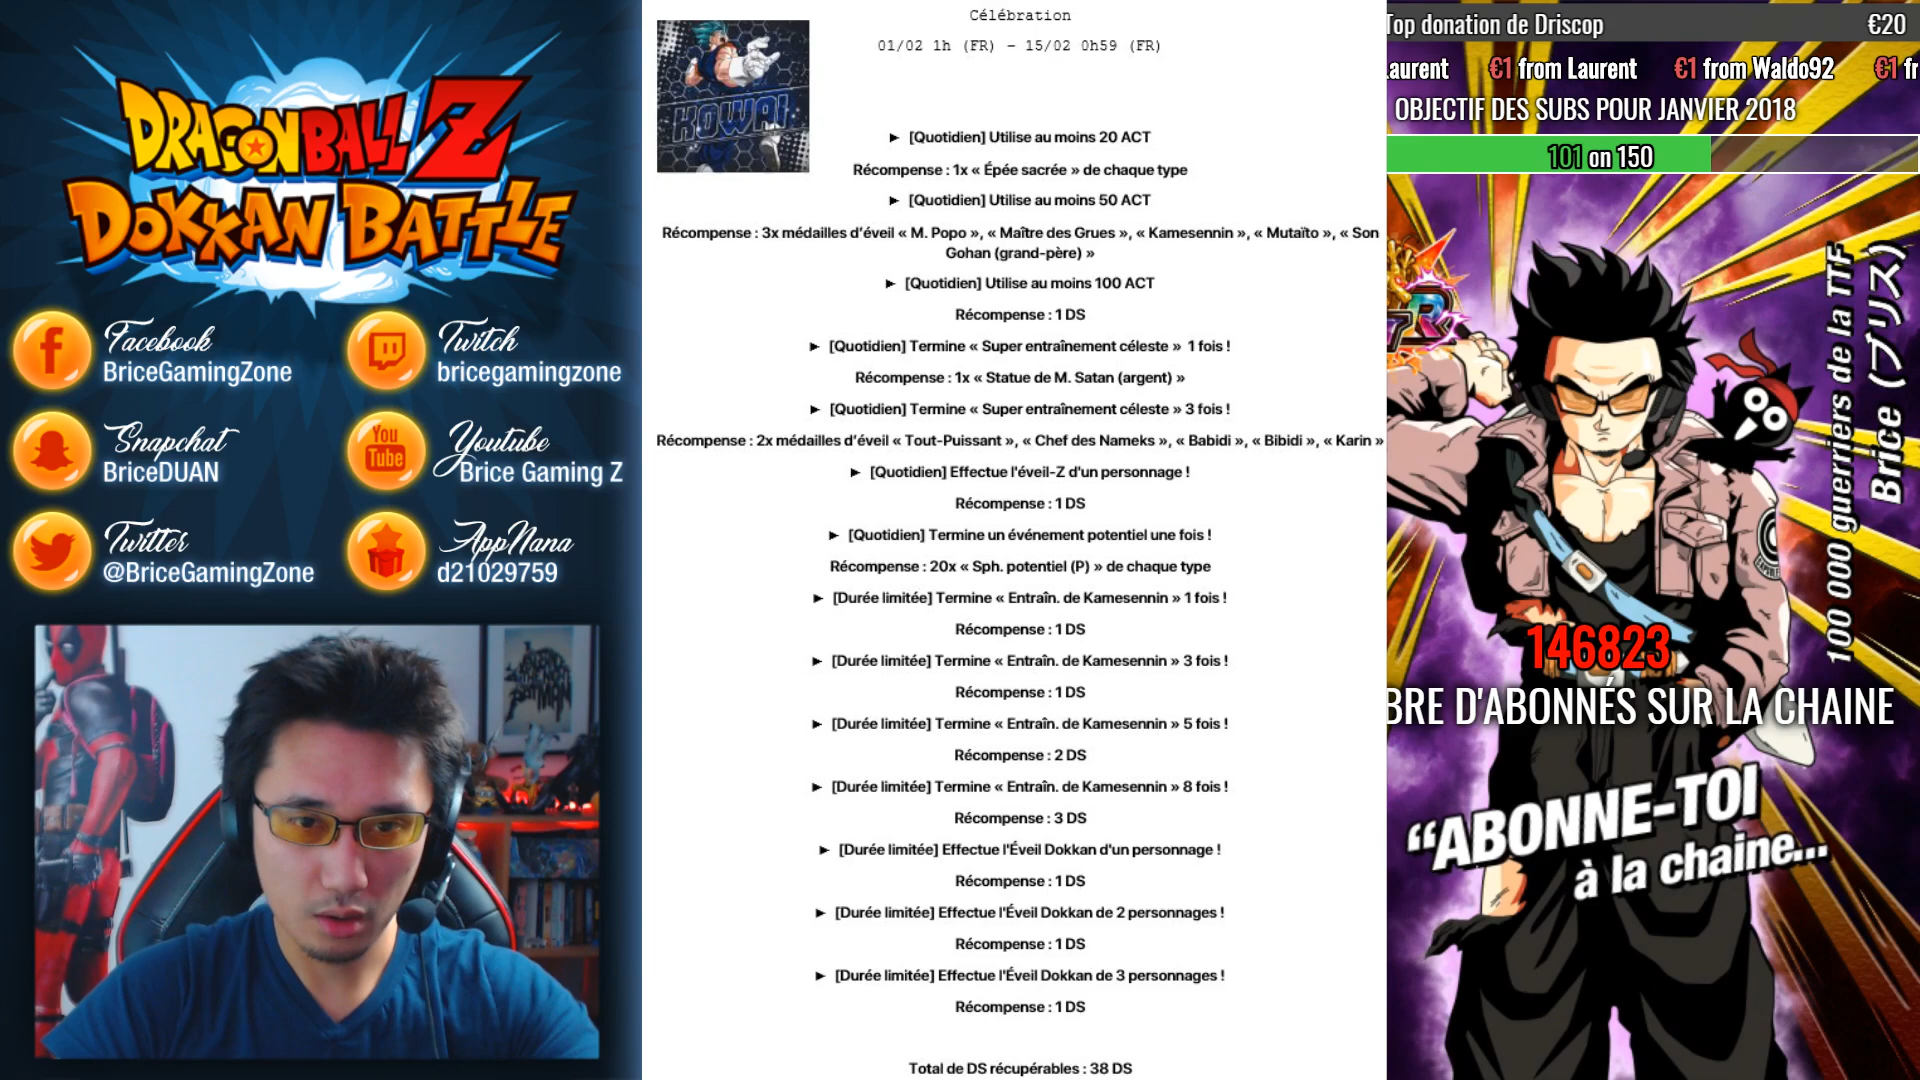 DRAGON BALL Z
DOKKAN BATTLE
Facebook
BriceGamingZone
Twitch
bricegamingzone
Snapchat
BriceDUAN
You
Tube
Youtube
Brice Gaming Z
Twitter
@BriceGamingZone
AppNana
d21029759
BATMAN
Célébration
01/02 1h (FR) – 15/02 0h59 (FR)
KOWAI
► [Quotidien] Utilise au moins 20 ACT
Récompense : 1x « Épée sacrée » de chaque type
► [Quotidien] Utilise au moins 50 ACT
Récompense : 3x médailles d’éveil « M. Popo », « Maître des Grues », « Kamesennin », « Mutaïto », « Son
Gohan (grand-père) »
► [Quotidien] Utilise au moins 100 ACT
Récompense : 1 DS
► [Quotidien] Termine « Super entraînement céleste » 1 fois !
Récompense : 1x « Statue de M. Satan (argent) »
► [Quotidien] Termine « Super entraînement céleste » 3 fois !
Récompense : 2x médailles d’éveil « Tout-Puissant », « Chef des Nameks », « Babidi », « Bibidi », « Karin »
► [Quotidien] Effectue l'éveil-Z d'un personnage !
Récompense : 1 DS
► [Quotidien] Termine un événement potentiel une fois !
Récompense : 20x « Sph. potentiel (P) » de chaque type
► [Durée limitée] Termine « Entraîn. de Kamesennin » 1 fois !
Récompense : 1 DS
► [Durée limitée] Termine « Entraîn. de Kamesennin » 3 fois !
Récompense : 1 DS
► [Durée limitée] Termine « Entraîn. de Kamesennin » 5 fois !
Récompense : 2 DS
► [Durée limitée] Termine « Entraîn. de Kamesennin » 8 fois !
Récompense : 3 DS
► [Durée limitée] Effectue l'Éveil Dokkan d'un personnage !
Récompense : 1 DS
► [Durée limitée] Effectue l'Éveil Dokkan de 2 personnages !
Récompense : 1 DS
► [Durée limitée] Effectue l'Éveil Dokkan de 3 personnages !
Récompense : 1 DS
Total de DS récupérables : 38 DS
Top donation de Driscop €20
Laurent €1 from Laurent €1 from Waldo92 €1 fr
OBJECTIF DES SUBS POUR JANVIER 2018
101 on 150
100 000 guerriers de la TTF
Brice (ブリス)
146823
BRE D'ABONNÉS SUR LA CHAINE
“ABONNE-TOI
à la chaine...